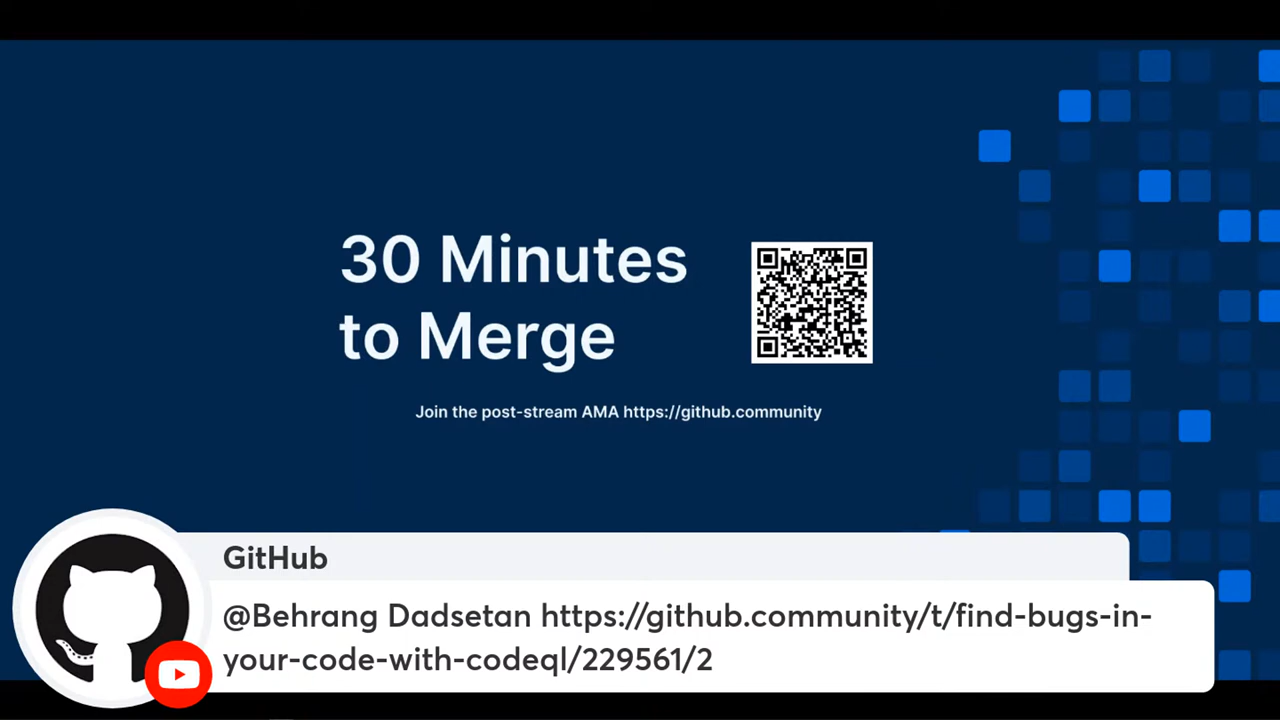 30 Minutes
to Merge
Join the post-stream AMA https://github.community
GitHub
@Behrang Dadsetan https://github.community/t/find-bugs-in-
your-code-with-codeql/229561/2